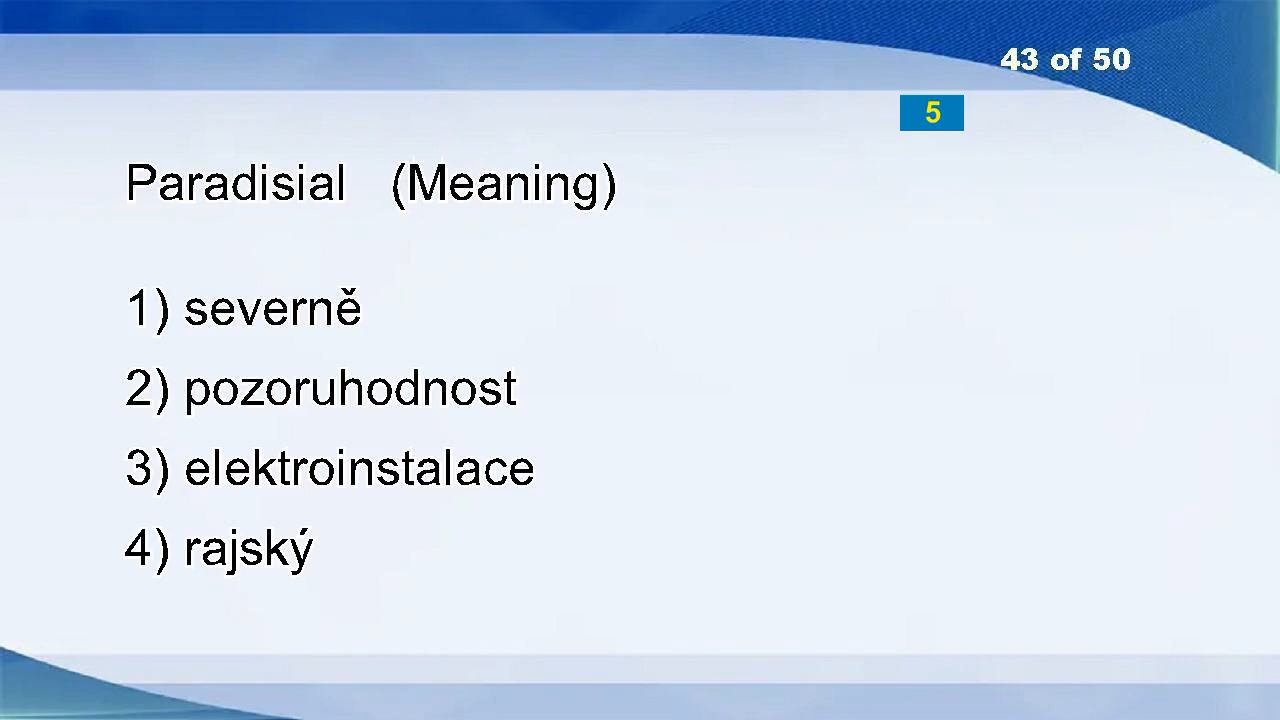 43 of 50
5
Paradisial (Meaning)
1) severně
2) pozoruhodnost
3) elektroinstalace
4) rajský